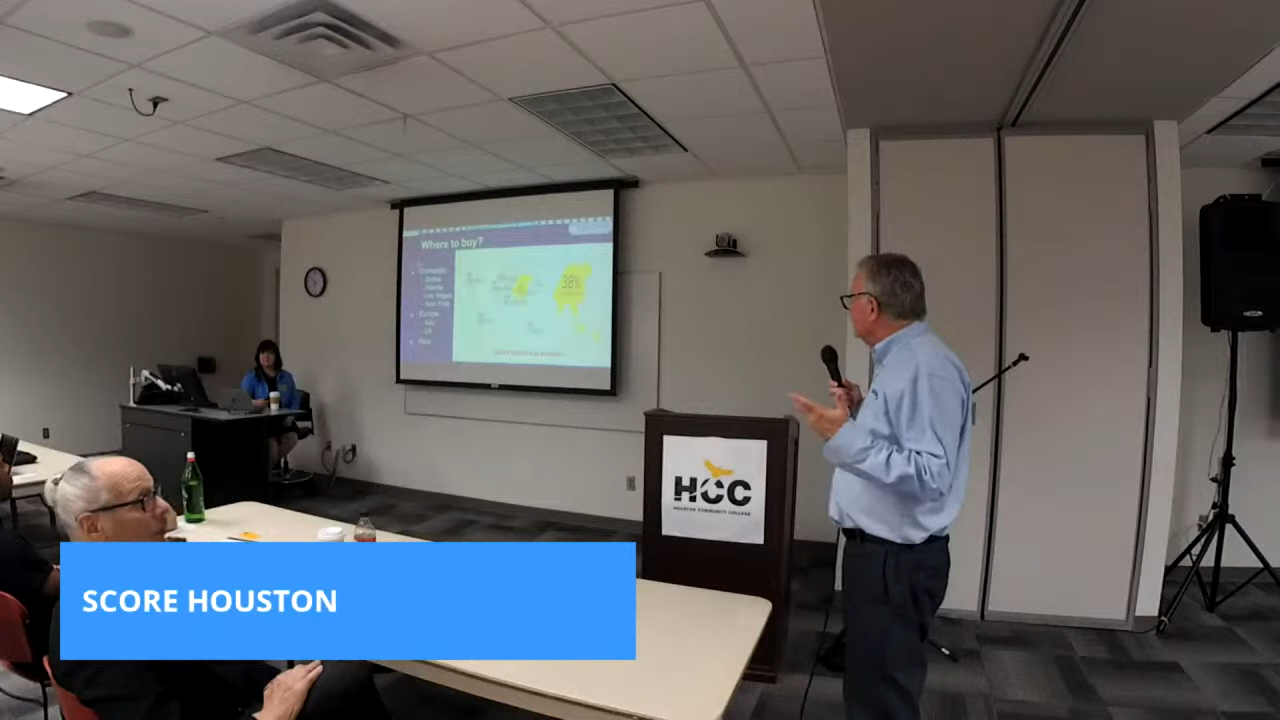 Where to buy?
Domestic
Dallas
Atlanta
Las Vegas
New York
Europe
Italy
UK
Asia
38%
HCC
HOUSTON COMMUNITY COLLEGE
SCORE HOUSTON